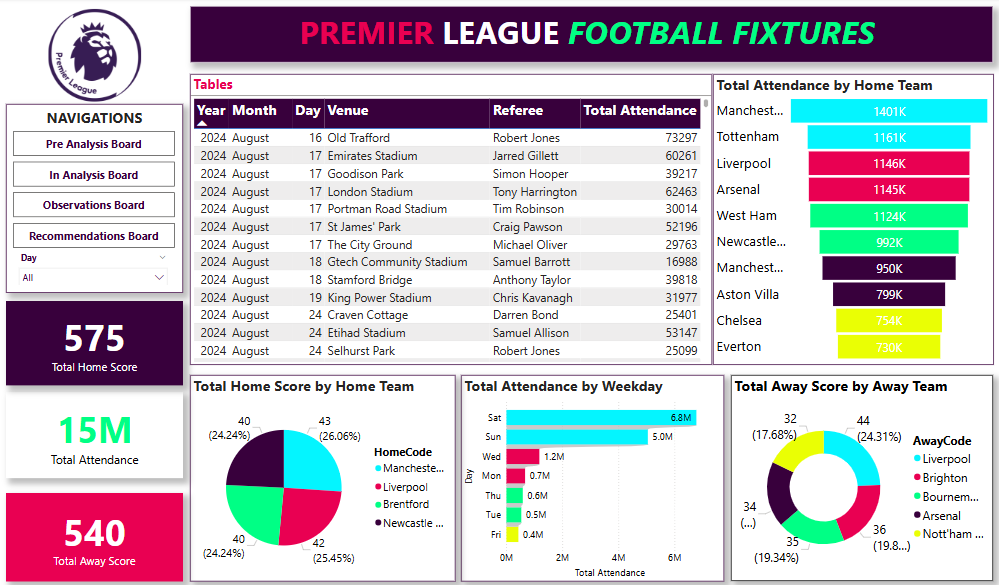 PREMIER LEAGUE FOOTBALL FIXTURES
Premier League
NAVIGATIONS
Pre Analysis Board
In Analysis Board
Observations Board
Recommendations Board
Day
All
575
Total Home Score
15M
Total Attendance
540
Total Away Score
Tables
Year Month Day Venue Referee Total Attendance
2024 August 16 Old Trafford Robert Jones 73297
2024 August 17 Emirates Stadium Jarred Gillett 60261
2024 August 17 Goodison Park Simon Hooper 39217
2024 August 17 London Stadium Tony Harrington 62463
2024 August 17 Portman Road Stadium Tim Robinson 30014
2024 August 17 St James' Park Craig Pawson 52196
2024 August 17 The City Ground Michael Oliver 29763
2024 August 18 Gtech Community Stadium Samuel Barrott 16988
2024 August 18 Stamford Bridge Anthony Taylor 39818
2024 August 19 King Power Stadium Chris Kavanagh 31977
2024 August 24 Craven Cottage Darren Bond 25401
2024 August 24 Etihad Stadium Samuel Allison 53147
2024 August 24 Selhurst Park Robert Jones 25099
Total Attendance by Home Team
Manchest... 1401K
Tottenham 1161K
Liverpool 1146K
Arsenal 1145K
West Ham 1124K
Newcastle... 992K
Manchest... 950K
Aston Villa 799K
Chelsea 754K
Everton 730K
Total Home Score by Home Team
40
(24.24%)
43
(26.06%)
40
(24.24%)
42
(25.45%)
HomeCode
Мancheste...
Liverpool
Brentford
Newcastle ...
Total Attendance by Weekday
Day
Sat 6.8M
Sun 5.0M
Wed 1.2M
Mon 0.7M
Thu 0.6M
Tue 0.5M
Fri 0.4M
0M 2M 4M 6M
Total Attendance
Total Away Score by Away Team
32
(17.68%)
44
(24.31%)
34
(...)
35
(19.34%)
36
(19.8...)
AwayCode
Liverpool
Brighton
Bournem...
Arsenal
Nott'ham ...